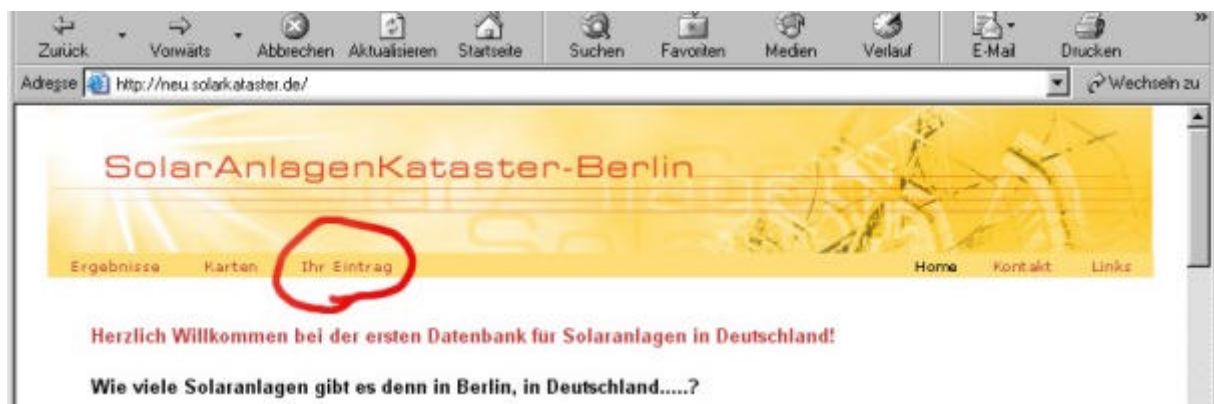 Zurück Vorwärts Abbrechen Aktualisieren Startseite Suchen Favoriten Medien Verlauf E-Mail Drucken »
Adresse http://neu.solarkataster.de/ Wechseln zu
SolarAnlagenKataster-Berlin
Ergebnisse Karten Ihr Eintrag Home Kontakt Links
Herzlich Willkommen bei der ersten Datenbank für Solaranlagen in Deutschland!
Wie viele Solaranlagen gibt es denn in Berlin, in Deutschland.....?